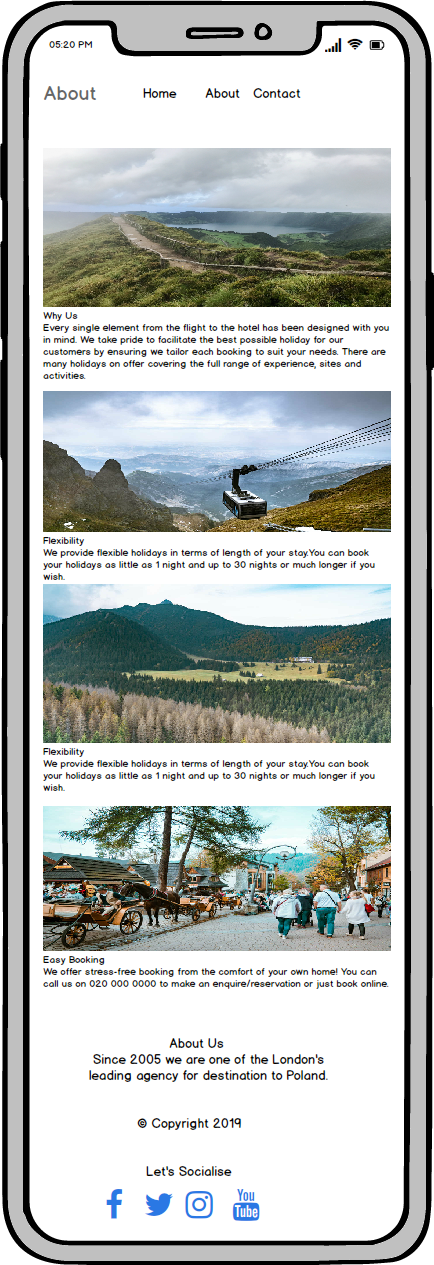 05:20 PM
About Home About Contact
Why Us
Every single element from the flight to the hotel has been designed with you
in mind. We take pride to facilitate the best possible holiday for our
customers by ensuring we tailor each booking to suit your needs. There are
many holidays on offer covering the full range of experience, sites and
activities.
Flexibility
We provide flexible holidays in terms of length of your stay.You can book
your holidays as little as 1 night and up to 30 nights or much longer if you
wish.
Flexibility
We provide flexible holidays in terms of length of your stay.You can book
your holidays as little as 1 night and up to 30 nights or much longer if you
wish.
Easy Booking
We offer stress-free booking from the comfort of your own home! You can
call us on 020 000 0000 to make an enquire/reservation or just book online.
About Us
Since 2005 we are one of the London's
leading agency for destination to Poland.
© Copyright 2019
Let's Socialise
You
Tube